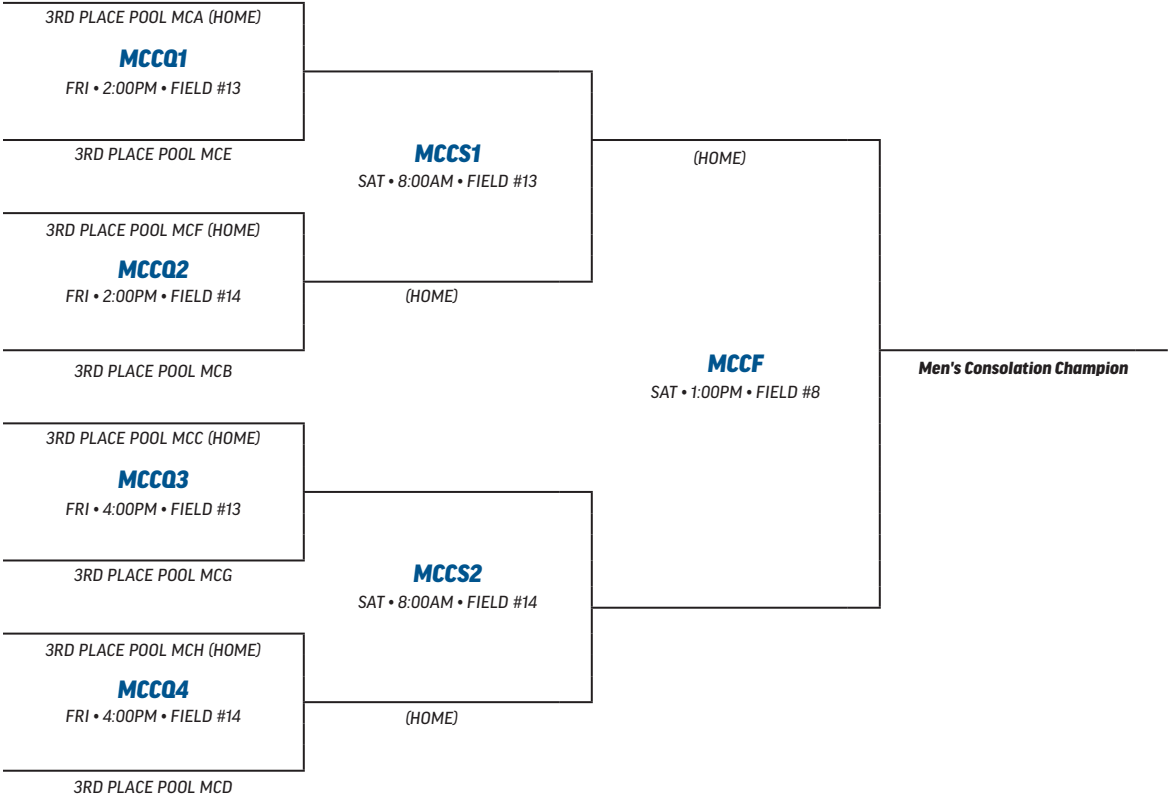 3RD PLACE POOL MCA (HOME)
MCCQ1
FRI • 2:00PM • FIELD #13
3RD PLACE POOL MCE
3RD PLACE POOL MCF (HOME)
MCCQ2
FRI • 2:00PM • FIELD #14
3RD PLACE POOL MCB
3RD PLACE POOL MCC (HOME)
MCCQ3
FRI • 4:00PM • FIELD #13
3RD PLACE POOL MCG
3RD PLACE POOL MCH (HOME)
MCCQ4
FRI • 4:00PM • FIELD #14
3RD PLACE POOL MCD
MCCS1
SAT • 8:00AM • FIELD #13
(HOME)
MCCS2
SAT • 8:00AM • FIELD #14
(HOME)
(HOME)
MCCF
SAT • 1:00PM • FIELD #8
Men's Consolation Champion